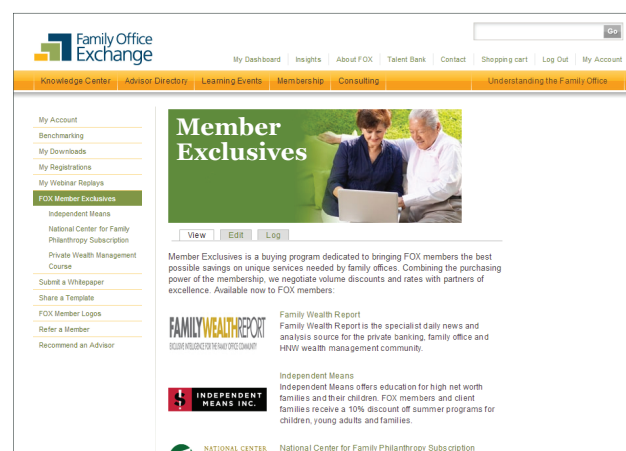 Family Office
Exchange
Go
My Dashboard Insights About FOX Talent Bank Contact Shopping cart Log Out My Account
Knowledge Center Advisor Directory Learning Events Membership Consulting Understanding the Family Office
My Account
Benchmarking
My Downloads
My Registrations
My Webinar Replays
FOX Member Exclusives
Independent Means
National Center for Family
Philanthropy Subscription
Private Wealth Management
Course
Submit a Whitepaper
Share a Template
FOX Member Logos
Refer a Member
Recommend an Advisor
Member
Exclusives
View Edit Log
Member Exclusives is a buying program dedicated to bringing FOX members the best
possible savings on unique services needed by family offices. Combining the purchasing
power of the membership, we negotiate volume discounts and rates with partners of
excellence. Available now to FOX members:
FAMILYWEALTHREPORT
EXCLUSIVE INTELLIGENCE FOR THE FAMILY OFFICE COMMUNITY
Family Wealth Report
Family Wealth Report is the specialist daily news and
analysis source for the private banking, family office and
HNW wealth management community.
INDEPENDENT
MEANS INC.
Independent Means
Independent Means offers education for high net worth
families and their children. FOX members and client
families receive a 10% discount off summer programs for
children, young adults and families.
NATIONAL CENTER
National Center for Family Philanthropy Subscription